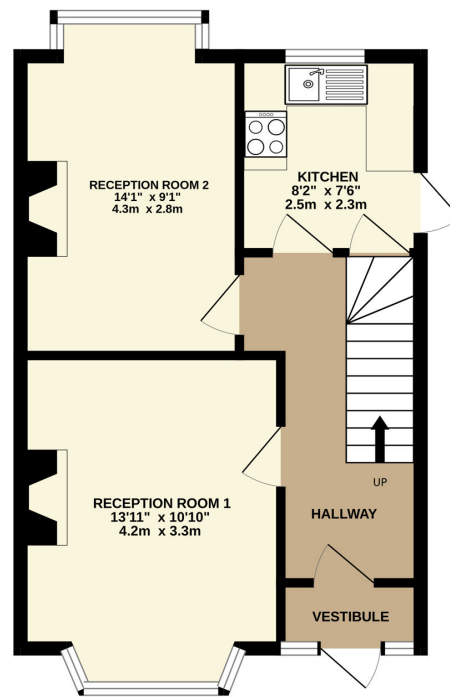 RECEPTION ROOM 2
14'1" x 9'1"
4.3m x 2.8m
KITCHEN
8'2" x 7'6"
2.5m x 2.3m
RECEPTION ROOM 1
13'11" x 10'10"
4.2m x 3.3m
UP
HALLWAY
VESTIBULE